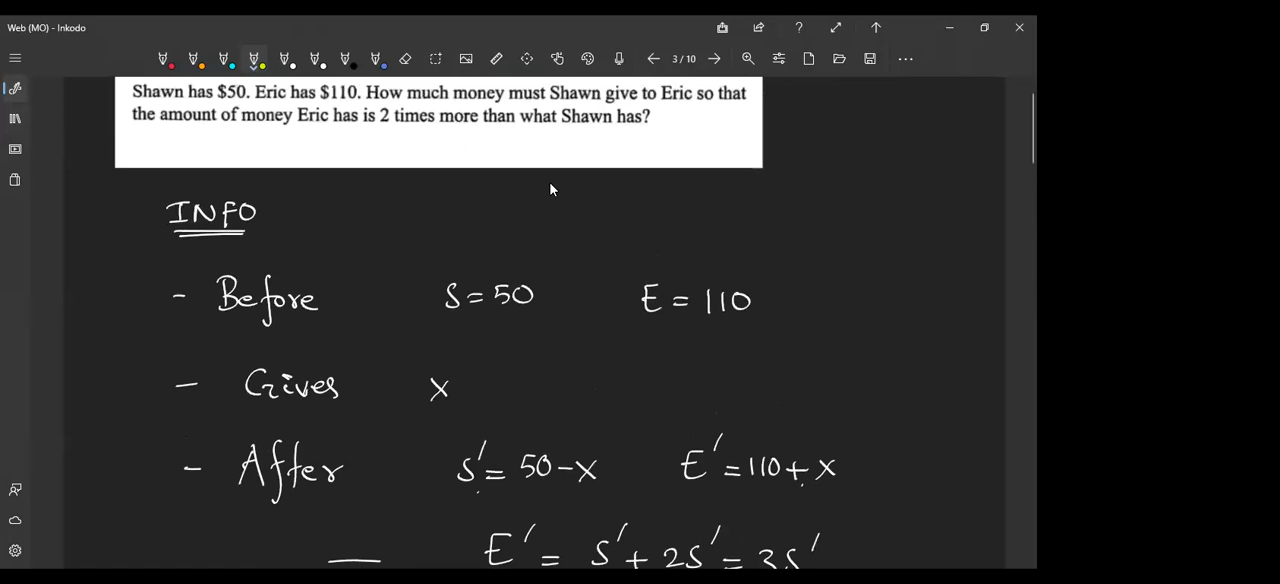 Web (MO) - Inkodo
3 / 10
Shawn has $50. Eric has $110. How much money must Shawn give to Eric so that
the amount of money Eric has is 2 times more than what Shawn has?
INFO
- Before S = 50 E = 110
- Gives x
- After S' = 50 - x E' = 110 + x
E' = S' + 2S' = 3S'